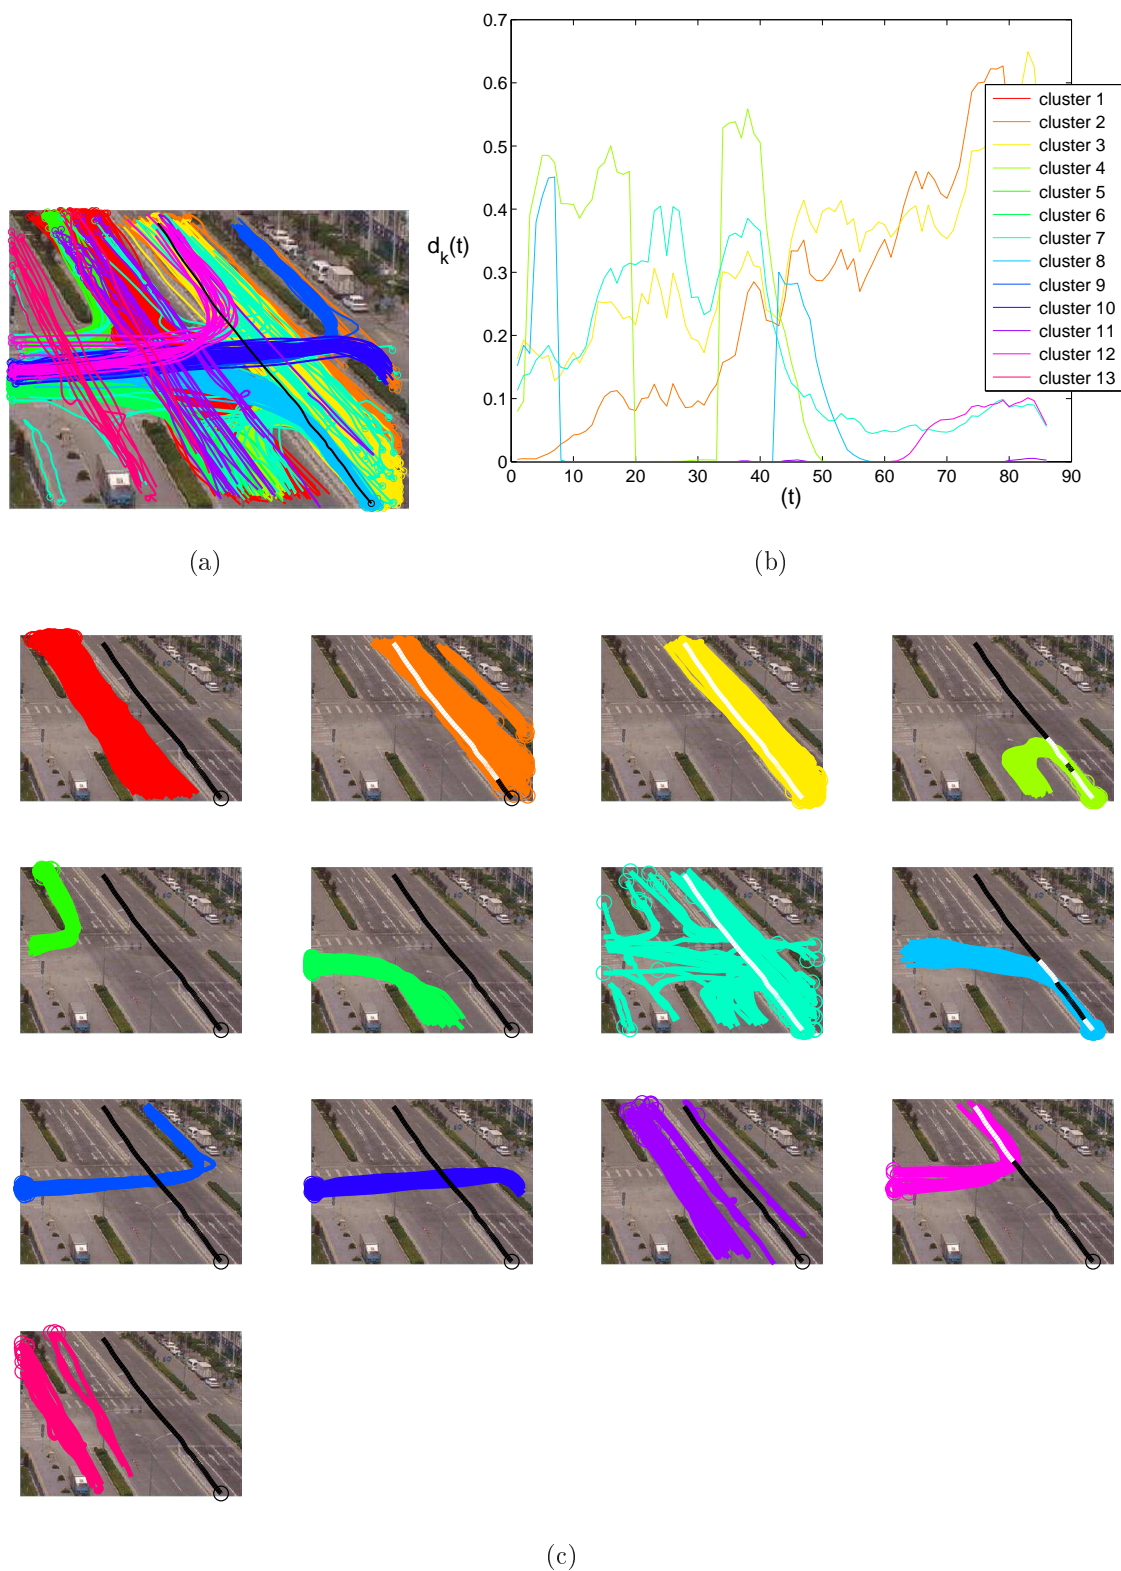 0.7
0.6
0.5
0.4
0.3
0.2
0.1
0
d_k(t)
0 10 20 30 40 50 60 70 80 90
(t)
cluster 1
cluster 2
cluster 3
cluster 4
cluster 5
cluster 6
cluster 7
cluster 8
cluster 9
cluster 10
cluster 11
cluster 12
cluster 13
(a)
(b)
(c)